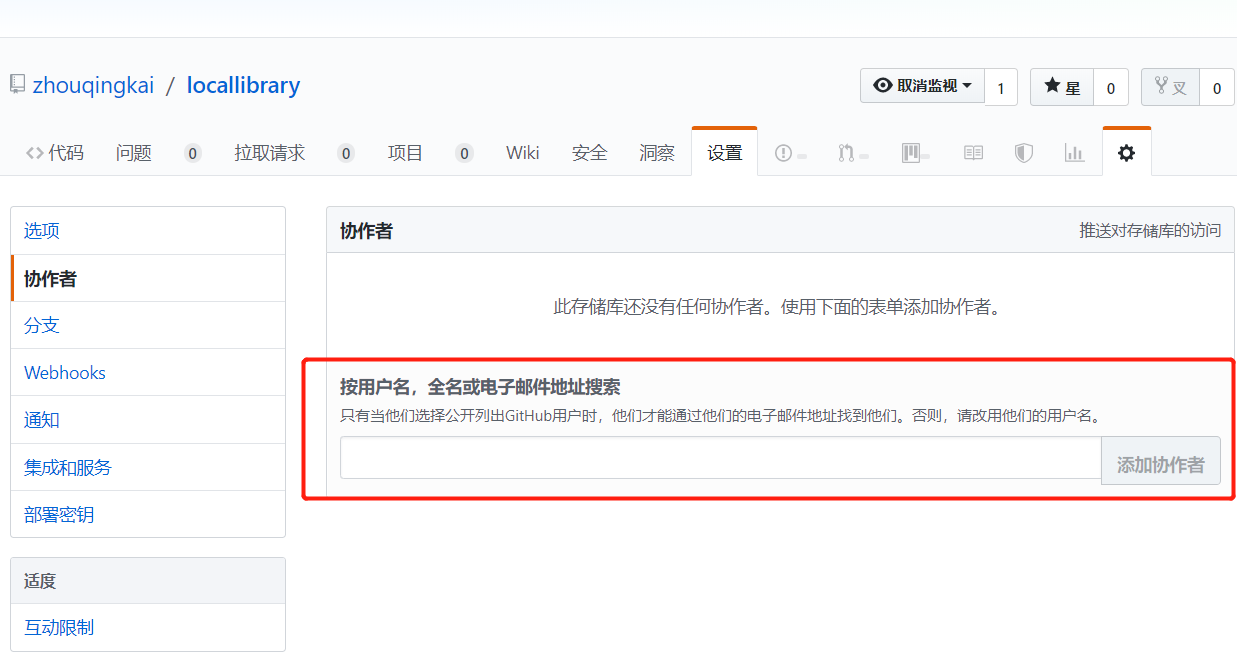 zhouqingkai / locallibrary
取消监视 1 星 0 叉 0
代码 问题 0 拉取请求 0 项目 0 Wiki 安全 洞察 设置
选项
协作者
分支
Webhooks
通知
集成和服务
部署密钥
适度
互动限制
协作者 推送对存储库的访问
此存储库还没有任何协作者。使用下面的表单添加协作者。
按用户名，全名或电子邮件地址搜索
只有当他们选择公开列出GitHub用户时，他们才能通过他们的电子邮件地址找到他们。否则，请改用他们的用户名。
添加协作者